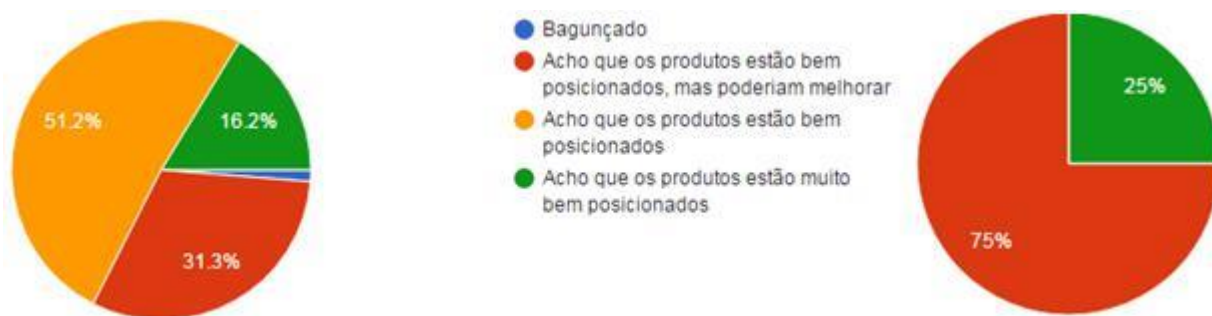 51.2%
16.2%
31.3%
Bagunçado
Acho que os produtos estão bem
posicionados, mas poderiam melhorar
Acho que os produtos estão bem
posicionados
Acho que os produtos estão muito
bem posicionados
25%
75%